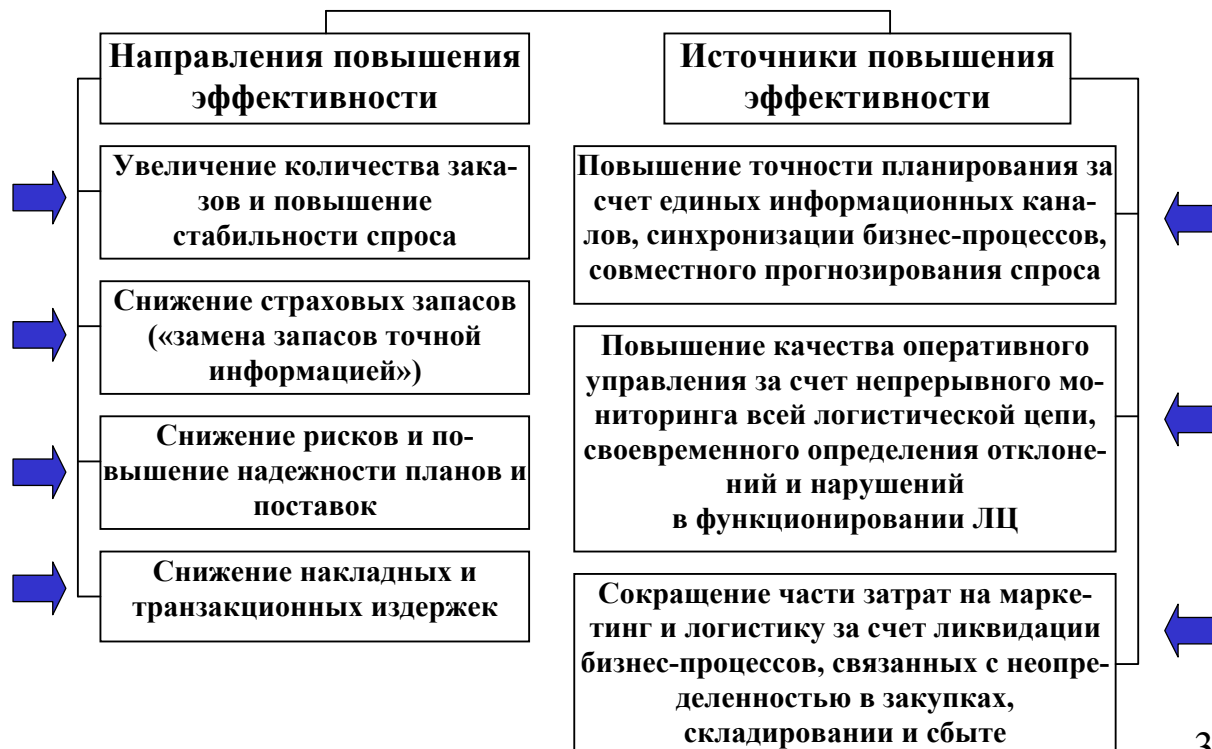 Направления повышения
эффективности
Увеличение количества зака-
зов и повышение
стабильности спроса
Снижение страховых запасов
(«замена запасов точной
информацией»)
Снижение рисков и по-
вышение надежности планов и
поставок
Снижение накладных и
транзакционных издержек
Источники повышения
эффективности
Повышение точности планирования за
счет единых информационных кана-
лов, синхронизации бизнес-процессов,
совместного прогнозирования спроса
Повышение качества оперативного
управления за счет непрерывного мо-
ниторинга всей логистической цепи,
своевременного определения отклоне-
ний и нарушений
в функционировании ЛЦ
Сокращение части затрат на марке-
тинг и логистику за счет ликвидации
бизнес-процессов, связанных с неопре-
деленностью в закупках,
складировании и сбыте
3